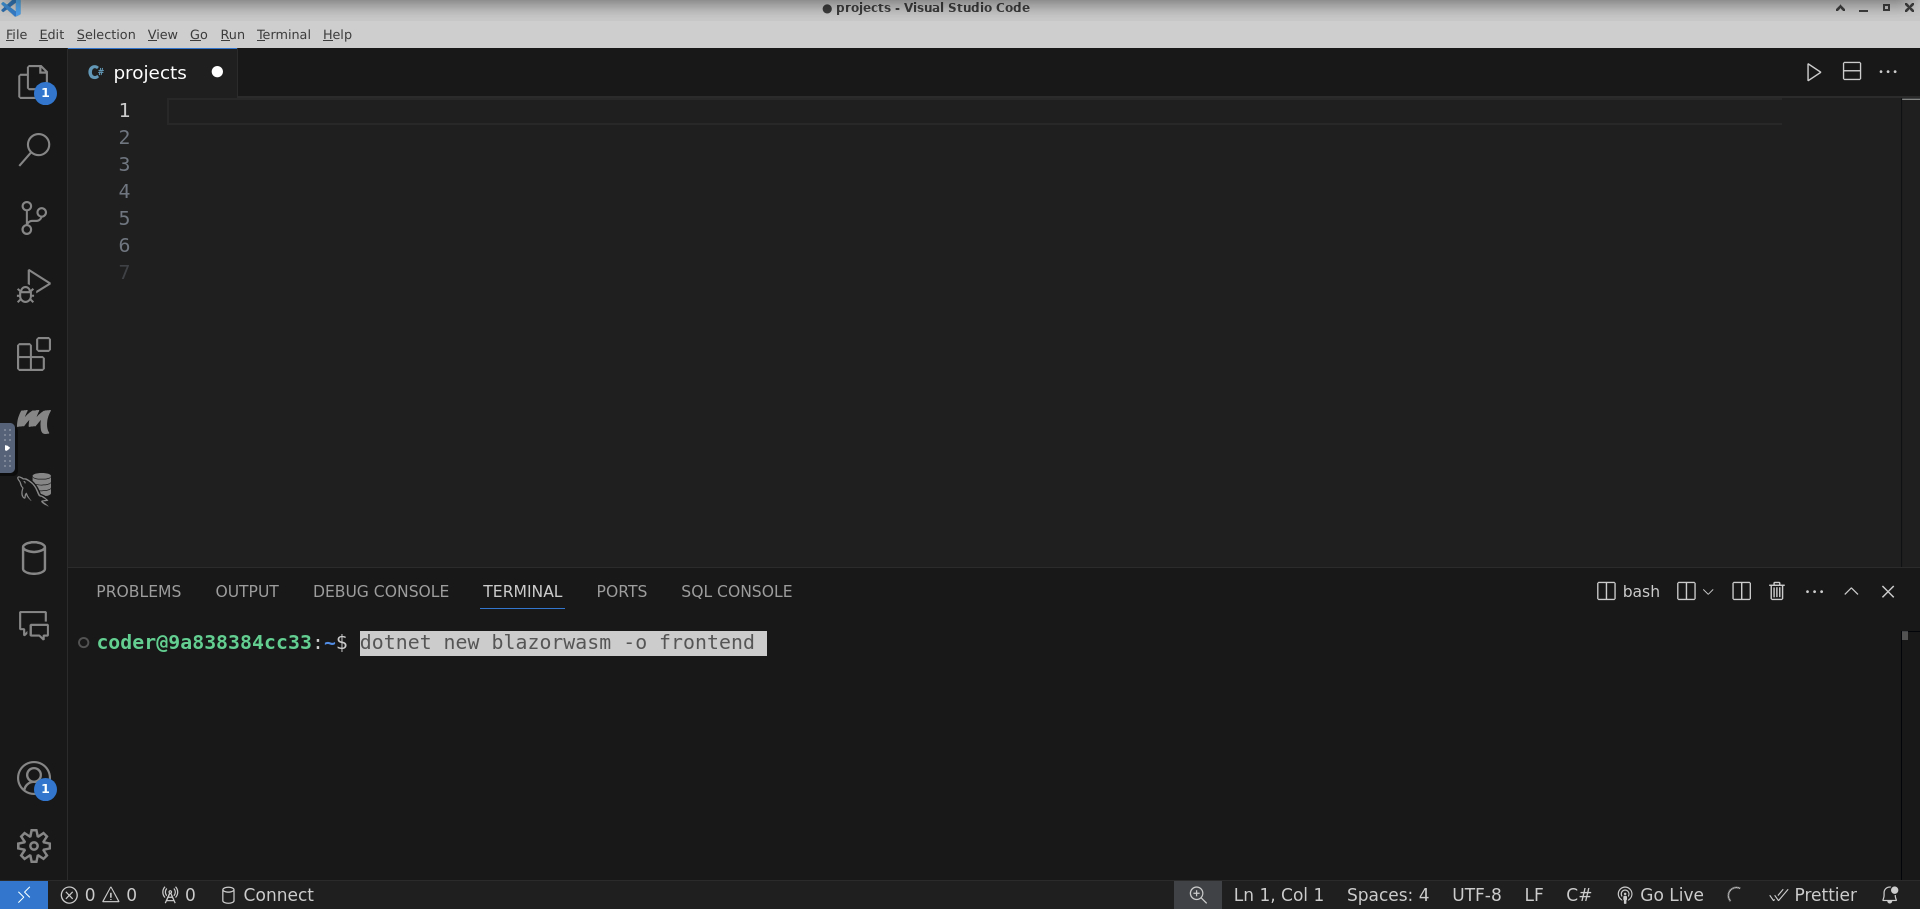 ● projects - Visual Studio Code
File Edit Selection View Go Run Terminal Help
1
C# projects
1
2
3
4
5
6
7
PROBLEMS OUTPUT DEBUG CONSOLE TERMINAL PORTS SQL CONSOLE bash
coder@9a838384cc33:~$ dotnet new blazorwasm -o frontend
1
0 0 0 Connect Ln 1, Col 1 Spaces: 4 UTF-8 LF C# Go Live Prettier